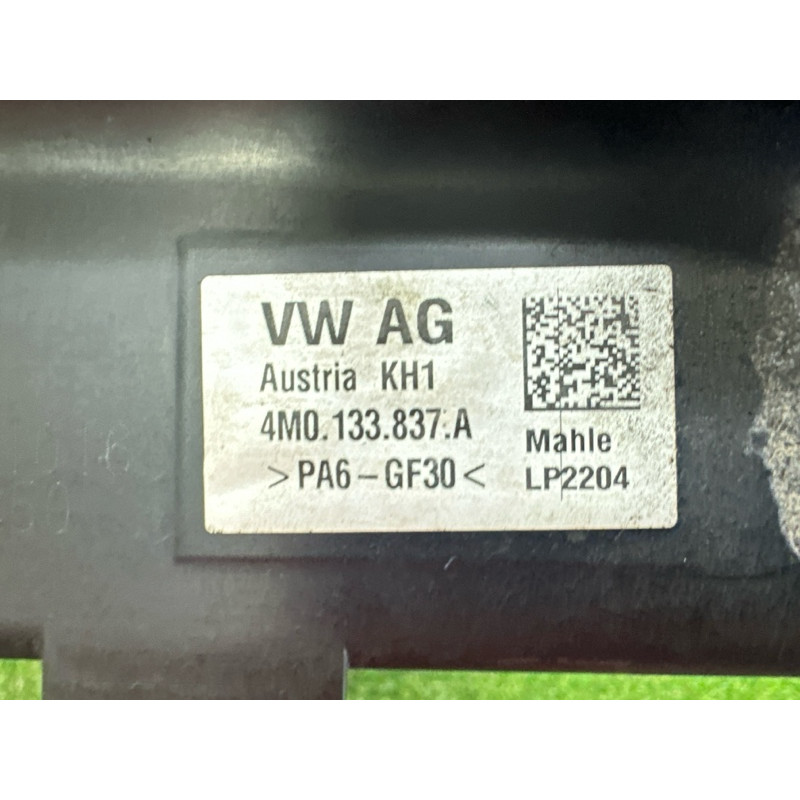 VW AG
Austria KH1
4M0.133.837.A
>PA6-GF30<
Mahle
LP2204